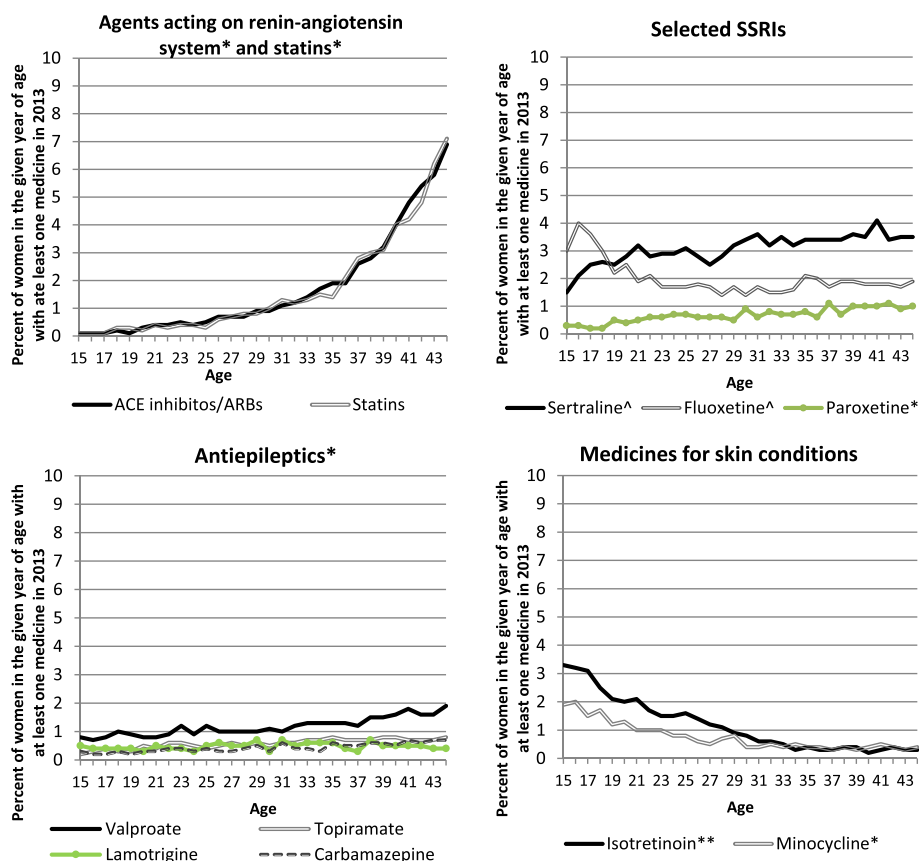 Agents acting on renin-angiotensin
system* and statins*
Percent of women in the given year of age
with ate least one medicine in 2013
10
9
8
7
6
5
4
3
2
1
0
15 17 19 21 23 25 27 29 31 33 35 37 39 41 43
Age
ACE inhibitos/ARBs
Statins
Selected SSRIs
Percent of women in the given year of age
with at least one medicine in 2013
10
9
8
7
6
5
4
3
2
1
0
15 17 19 21 23 25 27 29 31 33 35 37 39 41 43
Age
Sertraline^
Fluoxetine^
Paroxetine*
Antiepileptics*
Percent of women in the given year of age with
at least one medicine in 2013
10
9
8
7
6
5
4
3
2
1
0
15 17 19 21 23 25 27 29 31 33 35 37 39 41 43
Age
Valproate
Topiramate
Lamotrigine
Carbamazepine
Medicines for skin conditions
Percent of women in the given year of age with
at least one medicine in 2013
10
9
8
7
6
5
4
3
2
1
0
15 17 19 21 23 25 27 29 31 33 35 37 39 41 43
Age
Isotretinoin**
Minocycline*